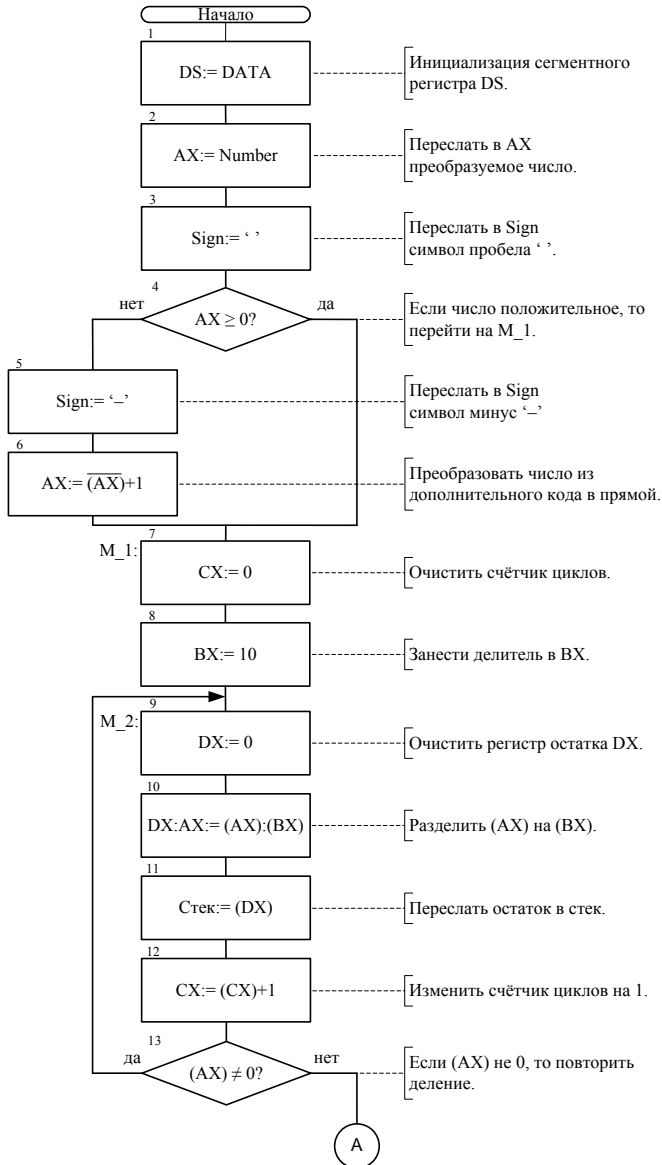 Начало
1
DS:= DATA
Инициализация сегментного
регистра DS.
2
AX:= Number
Переслать в AX
преобразуемое число.
3
Sign:= ‘ ’
Переслать в Sign
символ пробела ‘ ’.
4
нет
AX ≥ 0?
да
Если число положительное, то
перейти на M_1.
5
Sign:= ‘–’
Переслать в Sign
символ минус ‘–’
6
AX:= (A̅X̅)+1
Преобразовать число из
дополнительного кода в прямой.
7
M_1:
CX:= 0
Очистить счётчик циклов.
8
BX:= 10
Занести делитель в BX.
9
M_2:
DX:= 0
Очистить регистр остатка DX.
10
DX:AX:= (AX):(BX)
Разделить (AX) на (BX).
11
Стек:= (DX)
Переслать остаток в стек.
12
CX:= (CX)+1
Изменить счётчик циклов на 1.
13
да
(AX) ≠ 0?
нет
Если (AX) не 0, то повторить
деление.
A